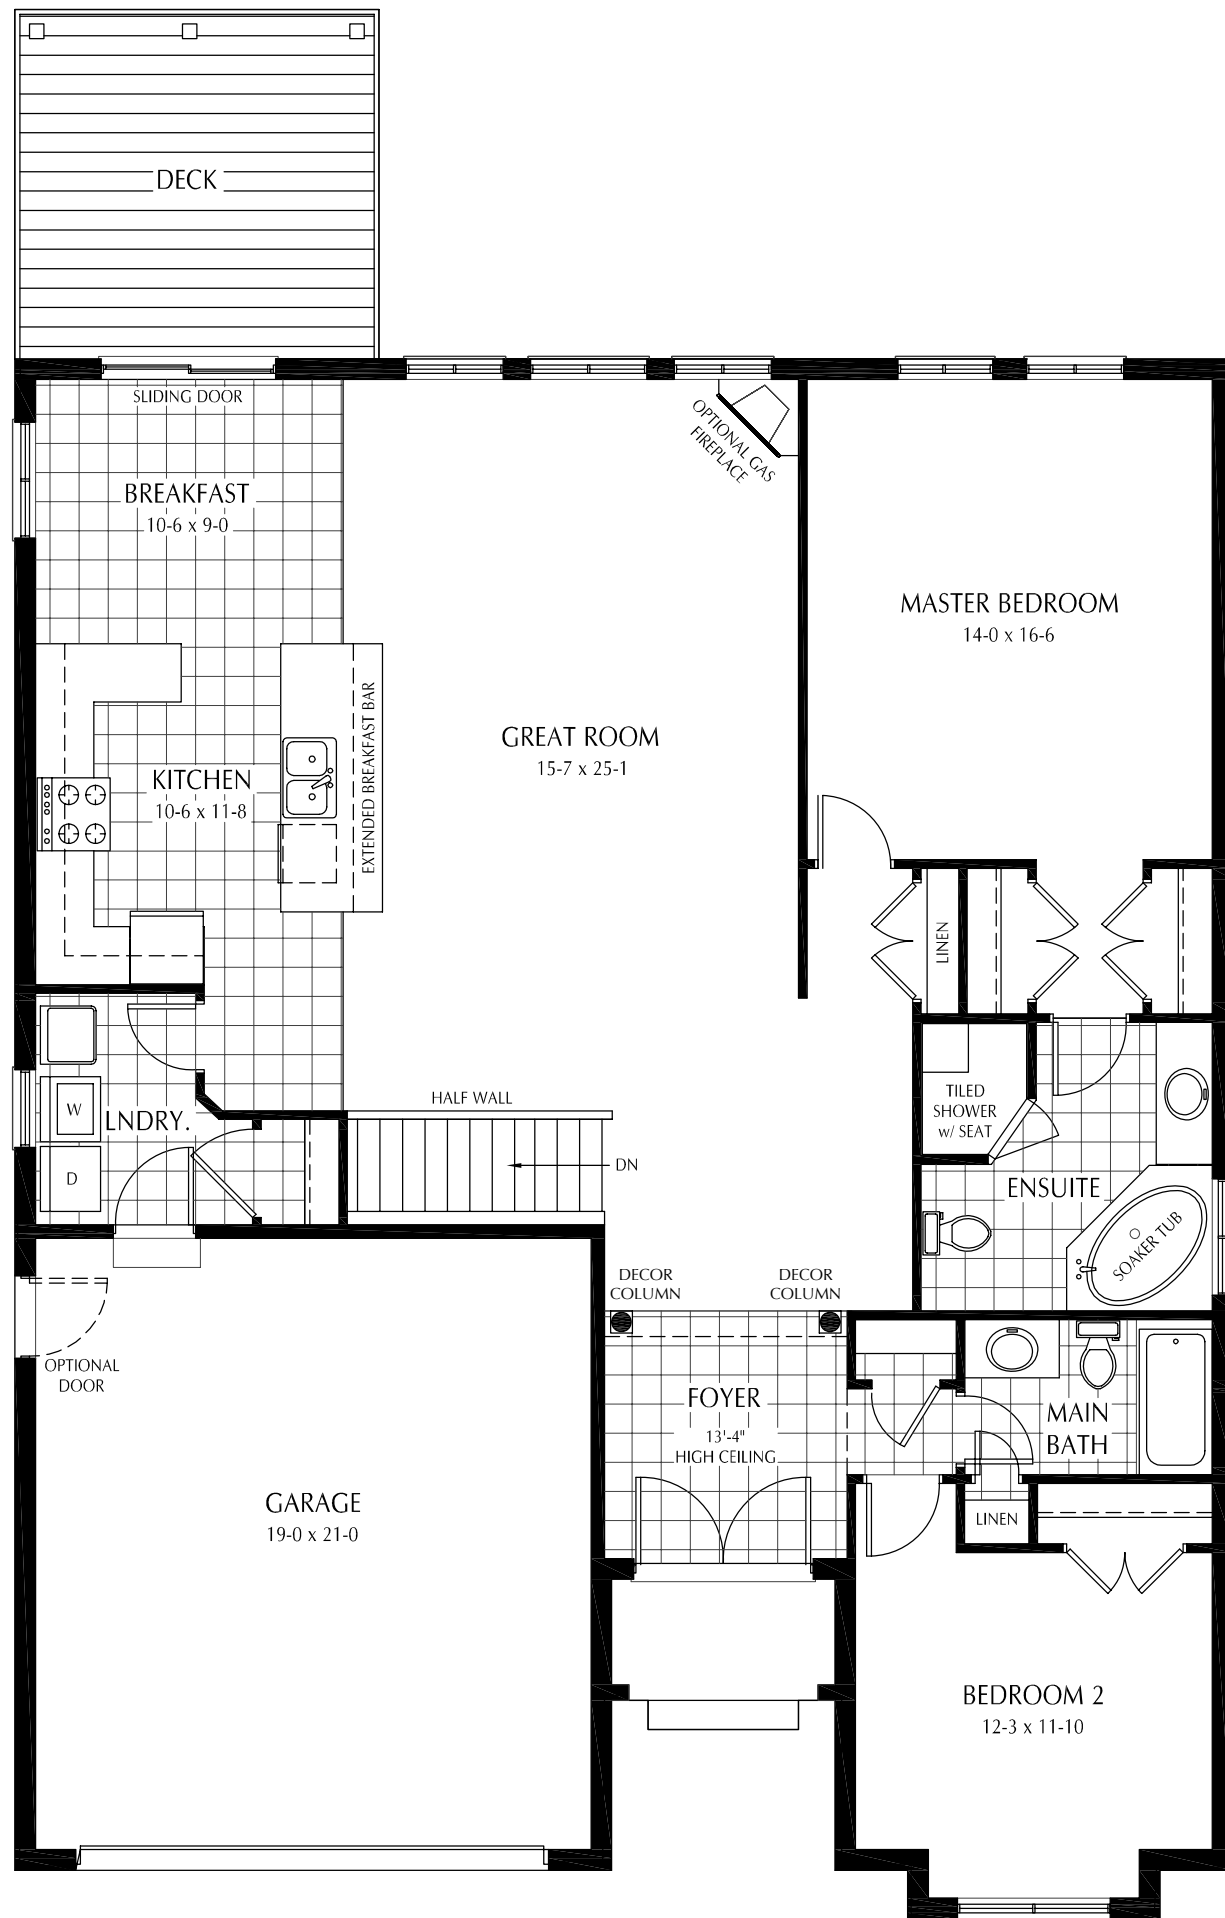 DECK
SLIDING DOOR
BREAKFAST
10-6 x 9-0
OPTIONAL GAS
FIREPLACE
MASTER BEDROOM
14-0 x 16-6
GREAT ROOM
15-7 x 25-1
KITCHEN
10-6 x 11-8
EXTENDED BREAKFAST BAR
LINEN
HALF WALL
W
LNDRY.
D
DN
TILED
SHOWER
w/ SEAT
ENSUITE
SOAKER TUB
DECOR
COLUMN
DECOR
COLUMN
OPTIONAL
DOOR
FOYER
13'-4"
HIGH CEILING
MAIN
BATH
LINEN
GARAGE
19-0 x 21-0
BEDROOM 2
12-3 x 11-10